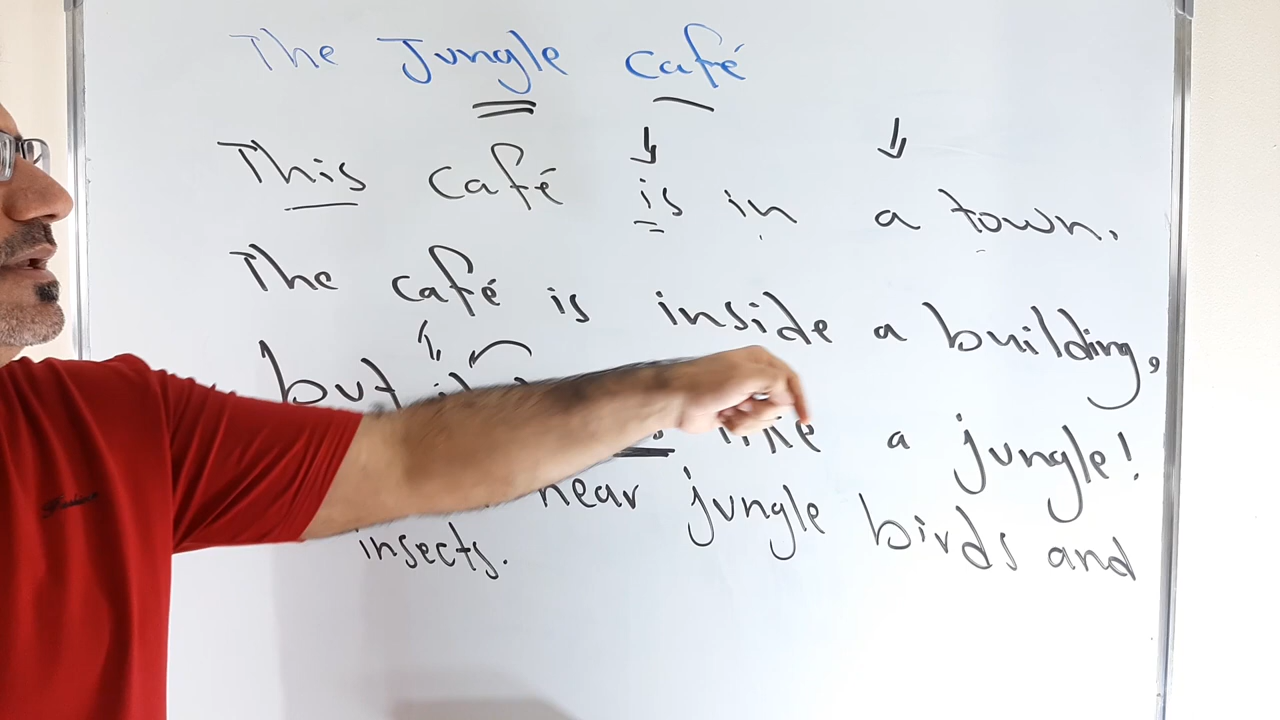 The Jungle café
This café is in a town.
The café is inside a building,
but like a jungle!
near jungle birds and
insects.